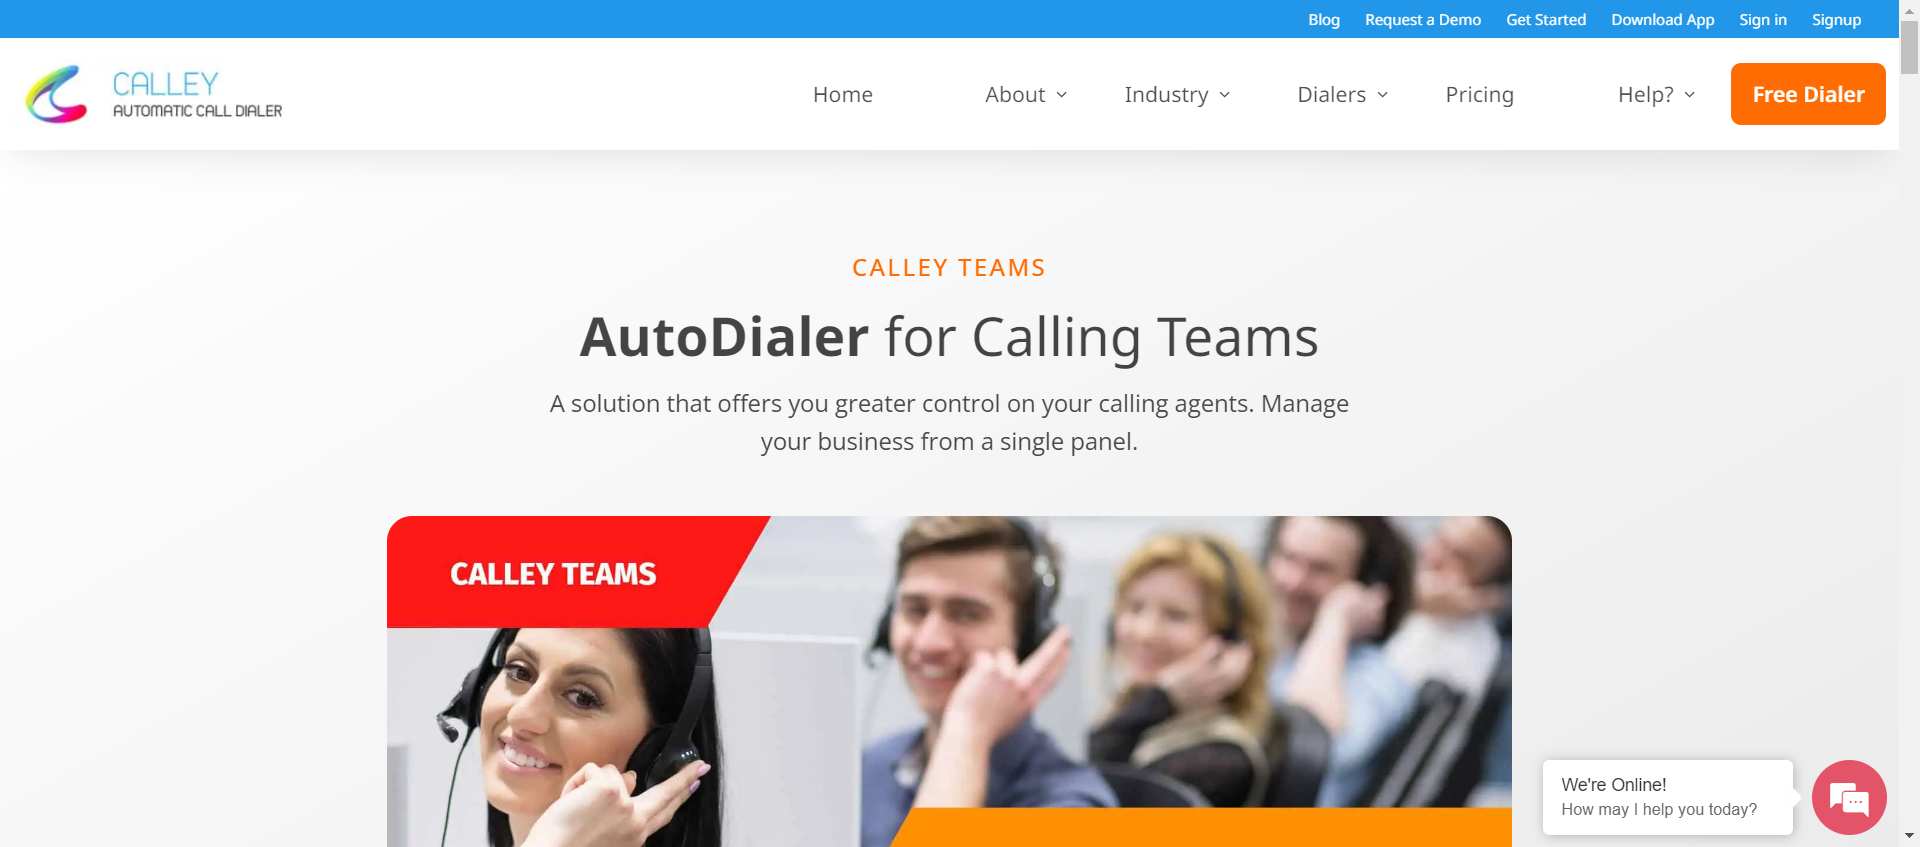 Blog Request a Demo Get Started Download App Sign in Signup
CALLEY
AUTOMATIC CALL DIALER
Home About Industry Dialers Pricing Help? Free Dialer
CALLEY TEAMS
AutoDialer for Calling Teams
A solution that offers you greater control on your calling agents. Manage
your business from a single panel.
CALLEY TEAMS
We're Online!
How may I help you today?